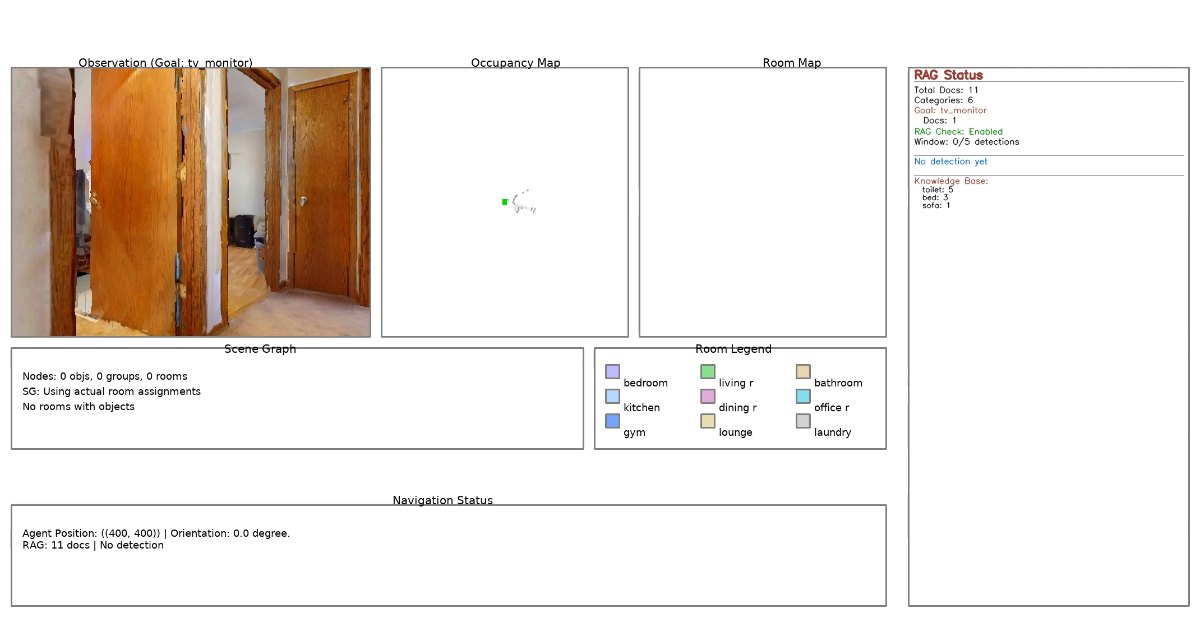 Observation (Goal: tv_monitor)
Occupancy Map
Room Map
RAG Status
Total Docs: 11
Categories: 6
Goal: tv_monitor
Docs: 1
RAG Check: Enabled
Window: 0/5 detections
No detection yet
Knowledge Base:
toilet: 5
bed: 3
sofa: 1
Scene Graph
Nodes: 0 objs, 0 groups, 0 rooms
SG: Using actual room assignments
No rooms with objects
Room Legend
bedroom
living r
bathroom
kitchen
dining r
office r
gym
lounge
laundry
Navigation Status
Agent Position: ((400, 400)) | Orientation: 0.0 degree.
RAG: 11 docs | No detection